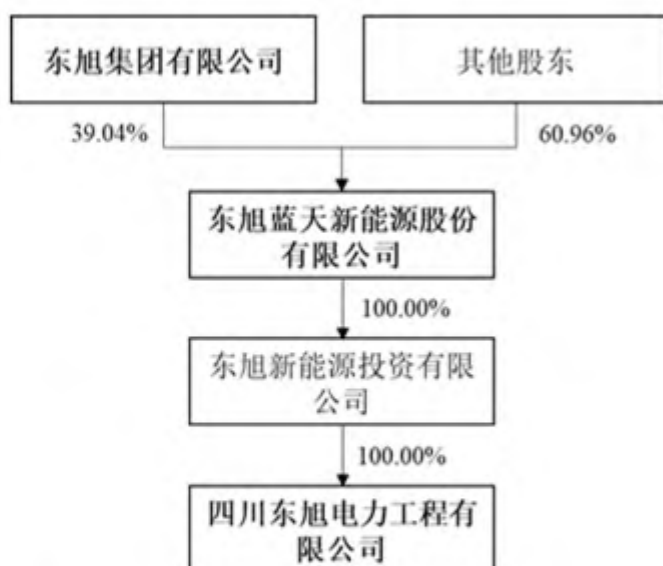 东旭集团有限公司
其他股东
39.04%
60.96%
东旭蓝天新能源股份
有限公司
100.00%
东旭新能源投资有限
公司
100.00%
四川东旭电力工程有
限公司